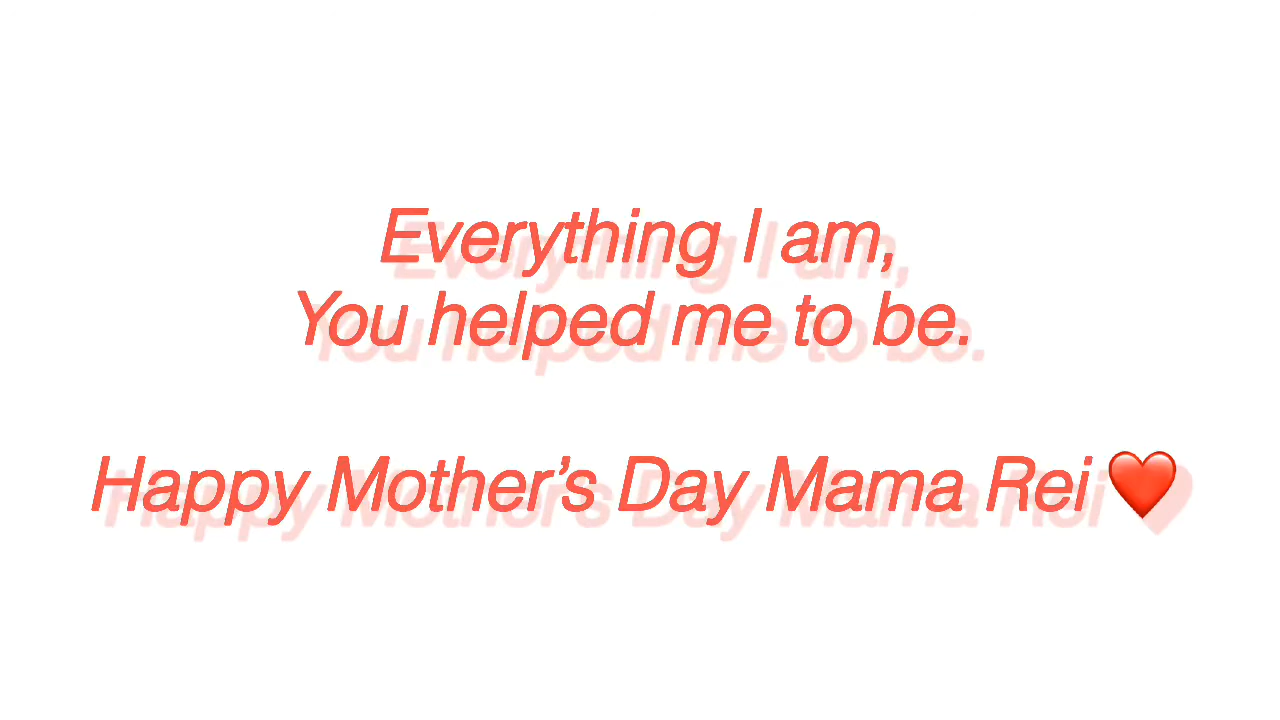 Everything I am,
You helped me to be.
Happy Mother’s Day Mama Rei ❤️